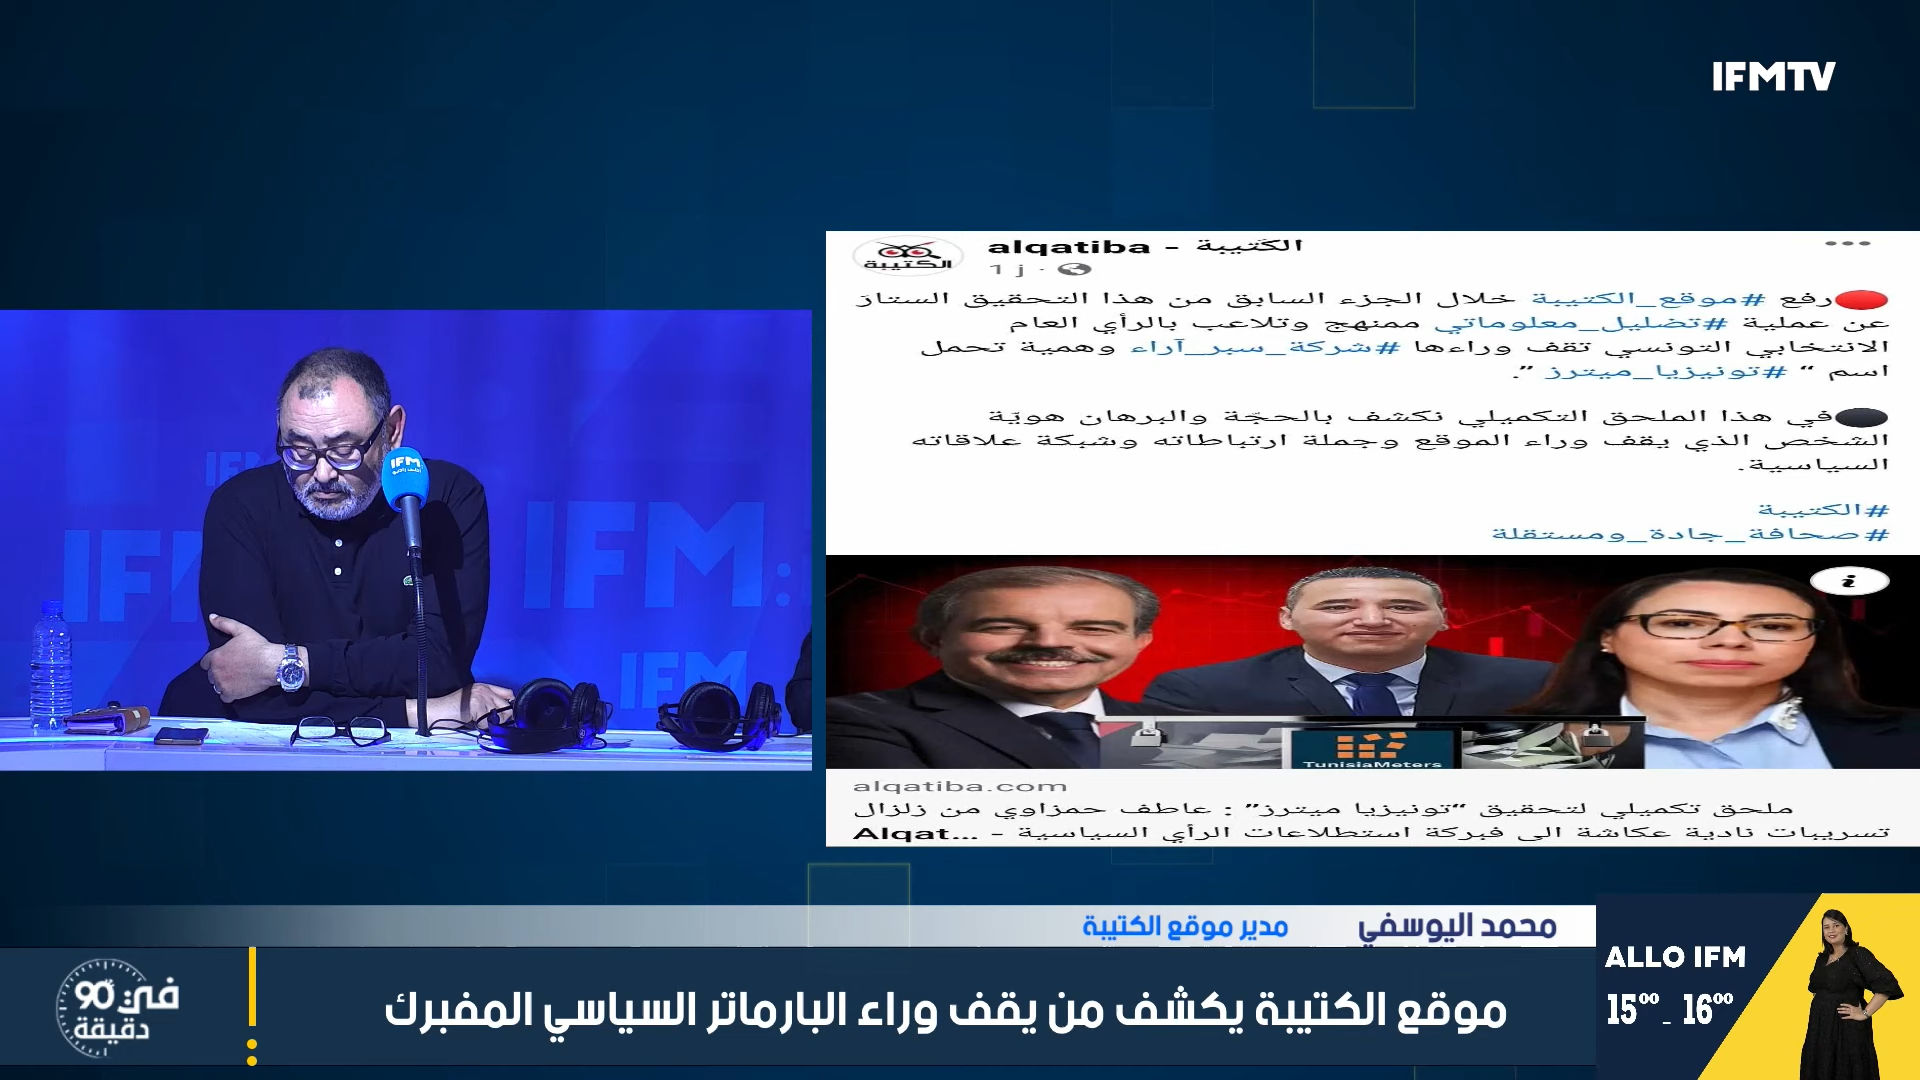 IFMTV
alqatiba - الكتيبة
1 j ·
🔴رفع #موقع_الكتيبة خلال الجزء السابق من هذا التحقيق الستارَ
عن عملية #تضليل_معلوماتي ممنهج وتلاعب بالرأي العام
الانتخابي التونسي تقف وراءها #شركة_سبر_آراء وهمية تحمل
اسم “ #تونيزيا_ميترز ”.
⚫في هذا الملحق التكميلي نكشف بالحجّة والبرهان هويّة
الشخص الذي يقف وراء الموقع وجملة ارتباطاته وشبكة علاقاته
السياسية.
#الكتيبة
#صحافة_جادة_ومستقلة
TunisiaMeters
alqatiba.com
ملحق تكميلي لتحقيق “تونيزيا ميترز” : عاطف حمزاوي من زلزال
تسريبات نادية عكاشة الى فبركة استطلاعات الرأي السياسية - Alqat...
الكتيبة
IFM
IFM
IFM
IFM
محمد اليوسفي مدير موقع الكتيبة
موقع الكتيبة يكشف من يقف وراء البارماتر السياسي المفبرك
في 90 دقيقة
ALLO IFM
15⁰⁰ - 16⁰⁰